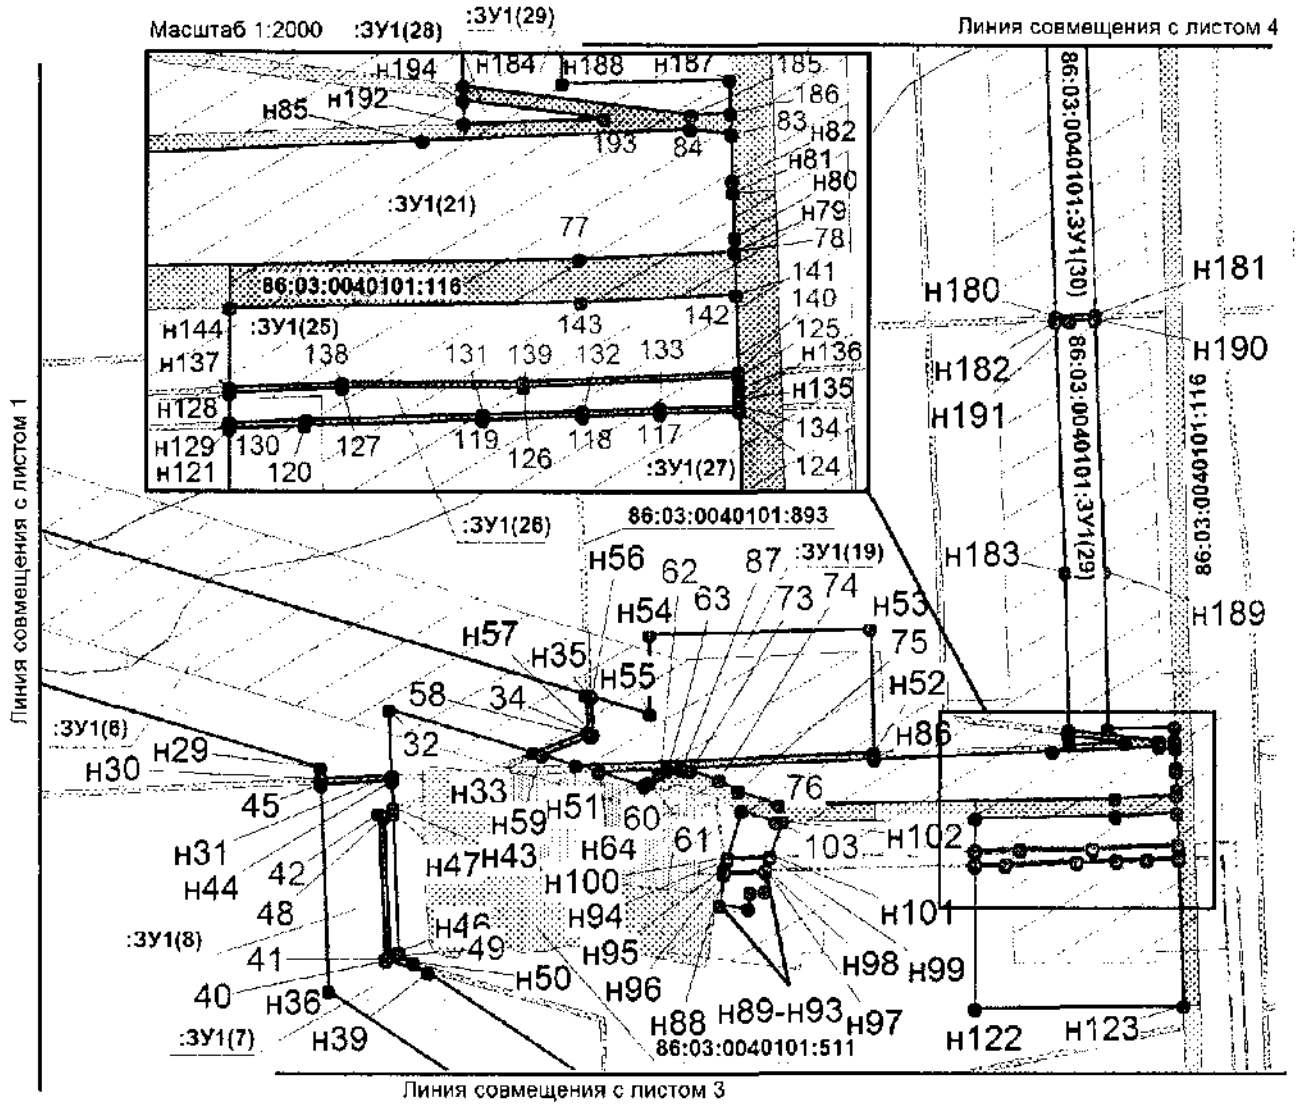 Масштаб 1:2000
:ЗУ1(28)
:ЗУ1(29)
Линия совмещения с листом 4
н194
н184
н188
н187
185
н192
186
н85
83
193
84
н82
н81
:ЗУ1(21)
н80
77
н79
78
86:03:0040101:116
141
н144
:ЗУ1(25)
143
142
140
125
н137
138
131
139
132
133
н136
н128
н135
н129
130
127
119
118
117
134
н121
120
126
:ЗУ1(27)
124
:ЗУ1(26)
86:03:0040101:ЗУ1(30)
н180
н181
н182
н190
н191
86:03:0040101:ЗУ1(29)
86:03:0040101:116
н183
н189
Линия совмещения с листом 1
86:03:0040101:893
н56
62
87
:ЗУ1(19)
63
73
74
н54
н53
н57
н35
н55
75
58
34
н52
:ЗУ1(6)
н29
32
н86
н30
45
н33
н51
76
н59
60
61
н102
н31
42
н47
н43
н64
103
н44
н100
48
н94
н101
:ЗУ1(8)
н46
49
н95
41
н50
н96
н98
н99
40
н36
н88
н89-н93
н97
:ЗУ1(7)
н39
86:03:0040101:511
н122
н123
Линия совмещения с листом 3